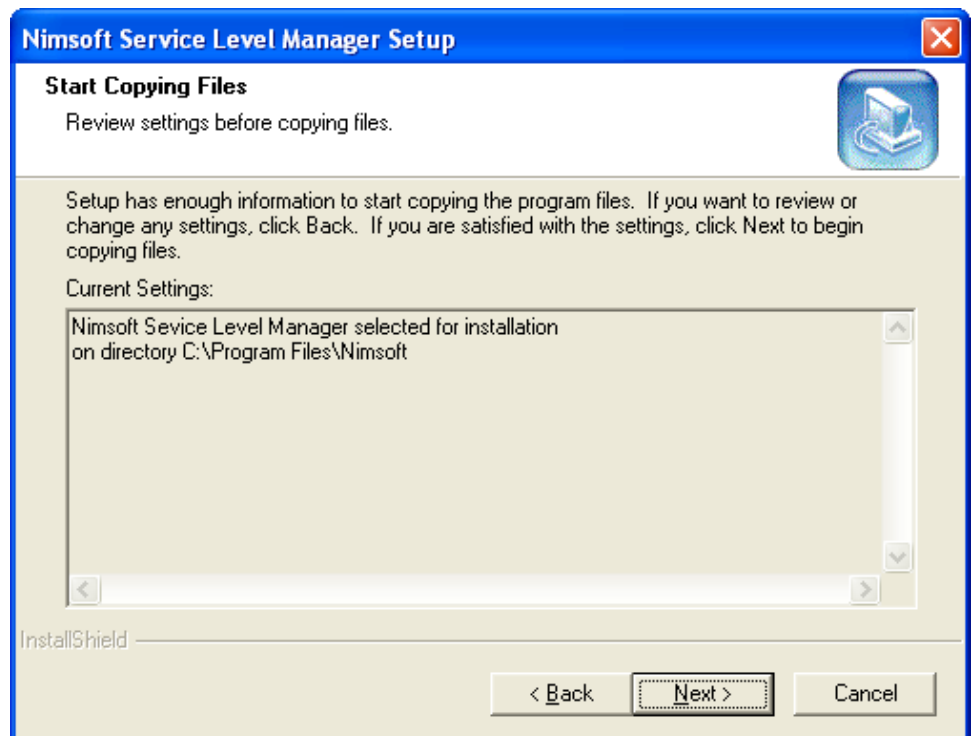 Nimsoft Service Level Manager Setup
Start Copying Files
Review settings before copying files.
Setup has enough information to start copying the program files.  If you want to review or
change any settings, click Back.  If you are satisfied with the settings, click Next to begin
copying files.
Current Settings:
Nimsoft Sevice Level Manager selected for installation
on directory C:\Program Files\Nimsoft
InstallShield
< Back
Next >
Cancel